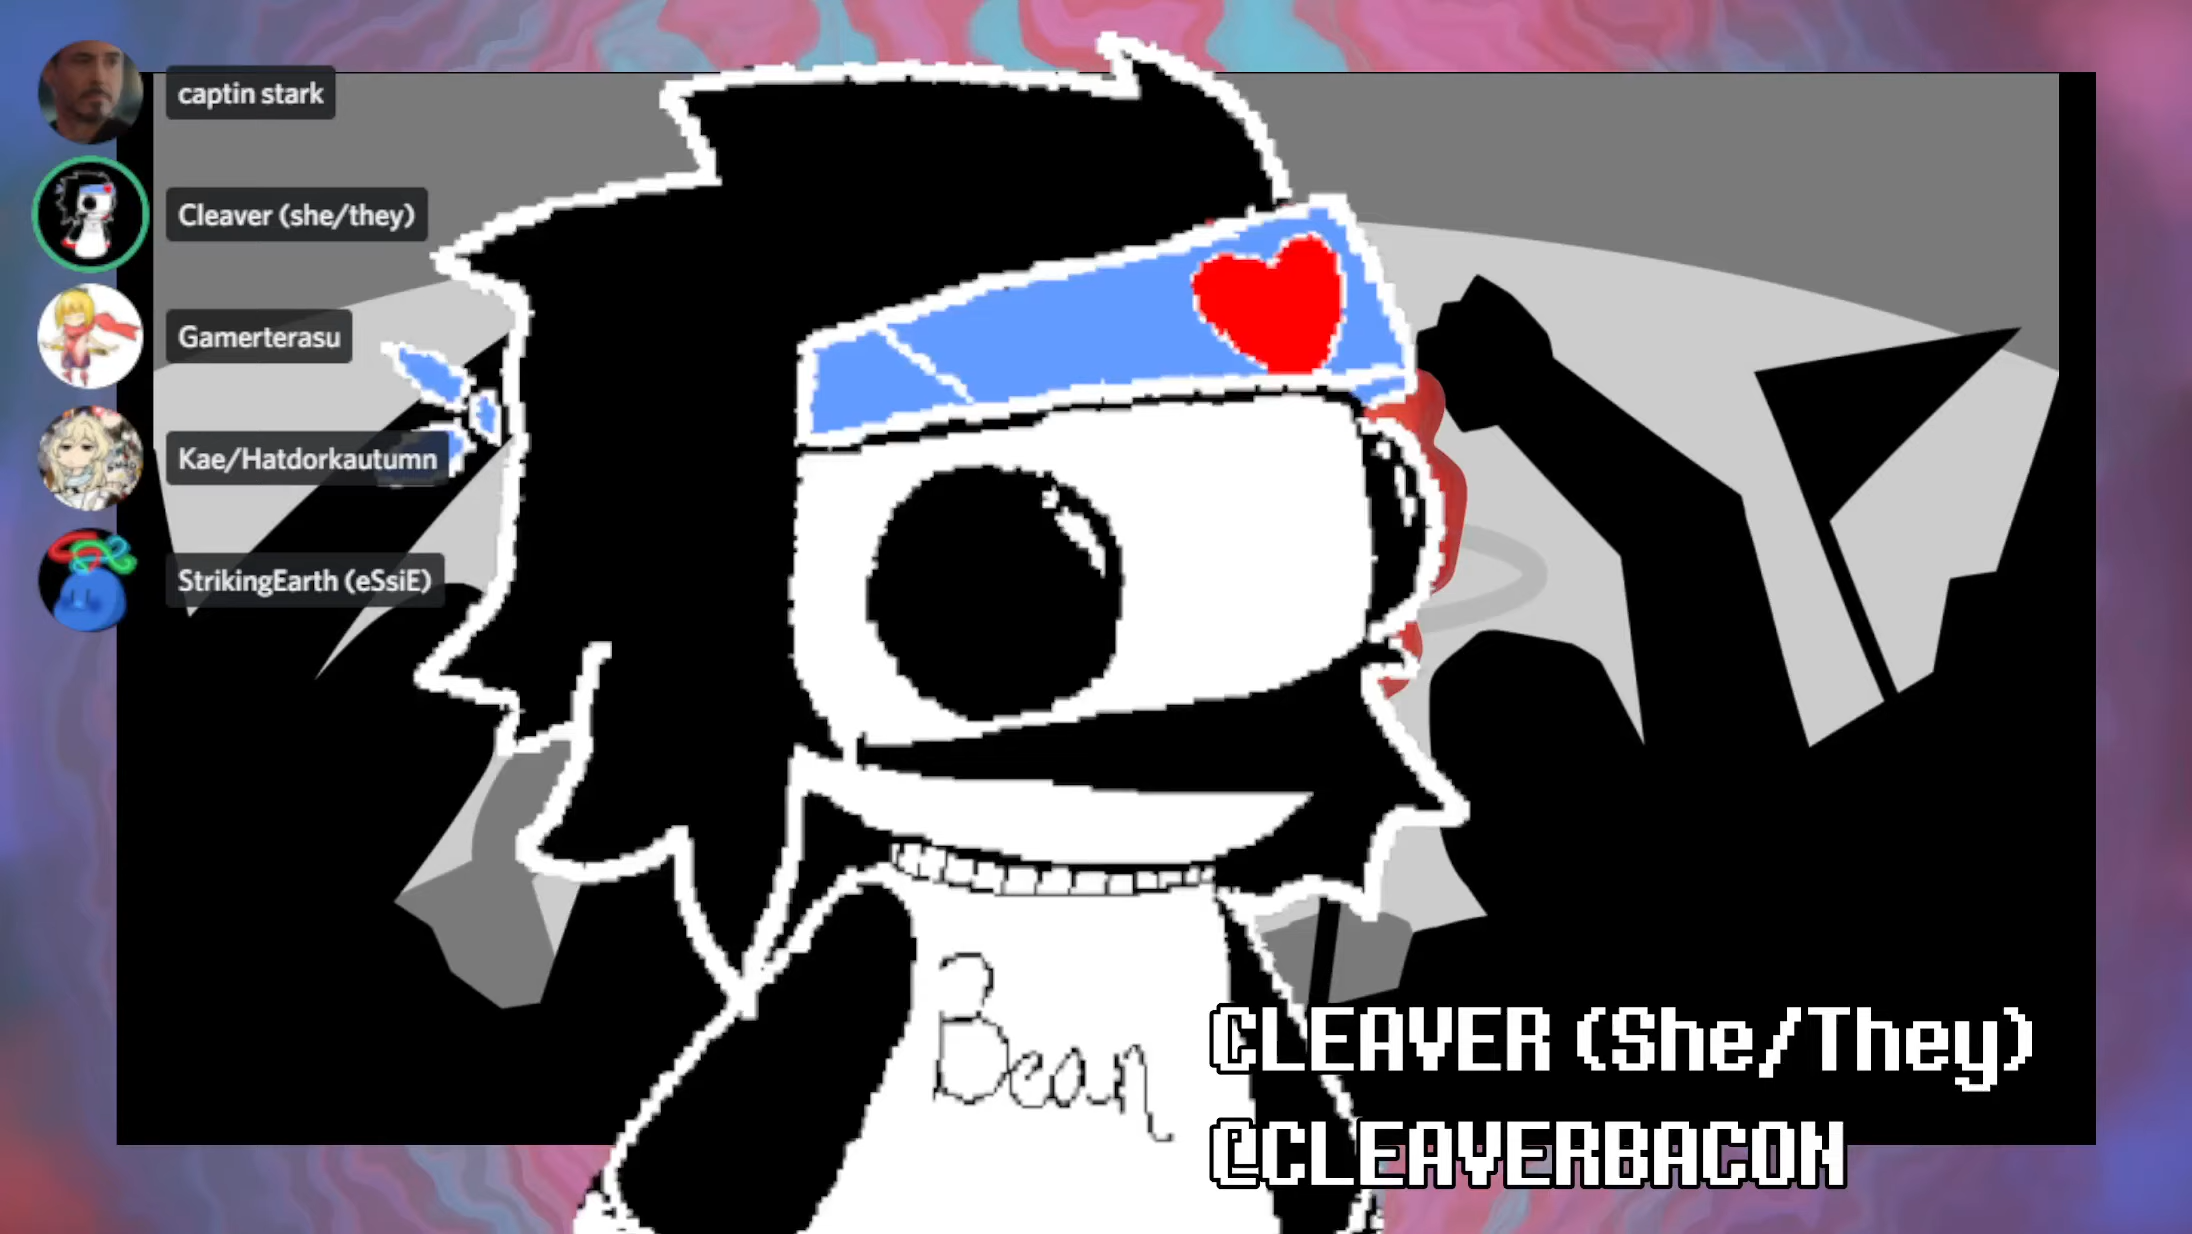 captin stark
Cleaver (she/they)
Gamerterasu
Kae/Hatdorkautumn
StrikingEarth (eSsiE)
Bean
CLEAVER (She/They)
@CLEAVERBACON